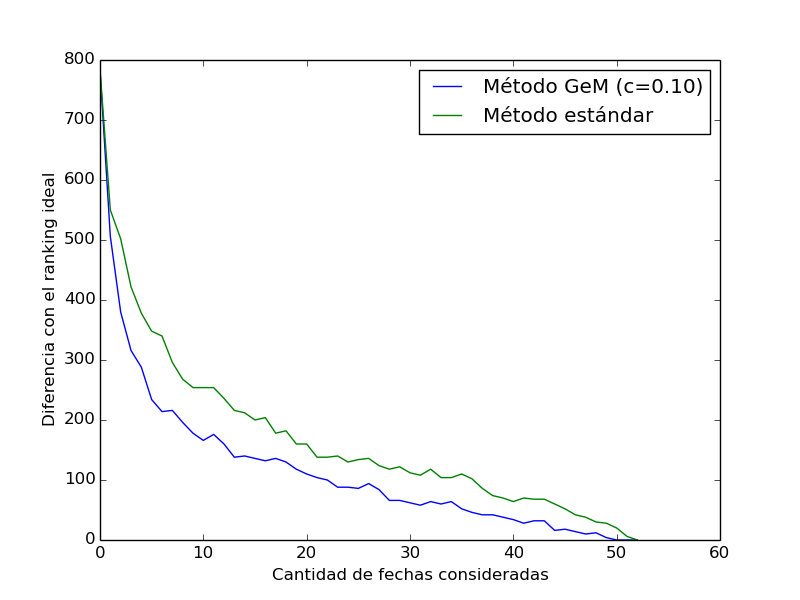 800
700
600
500
400
300
200
100
0
Diferencia con el ranking ideal
Método GeM (c=0.10)
Método estándar
0 10 20 30 40 50 60
Cantidad de fechas consideradas